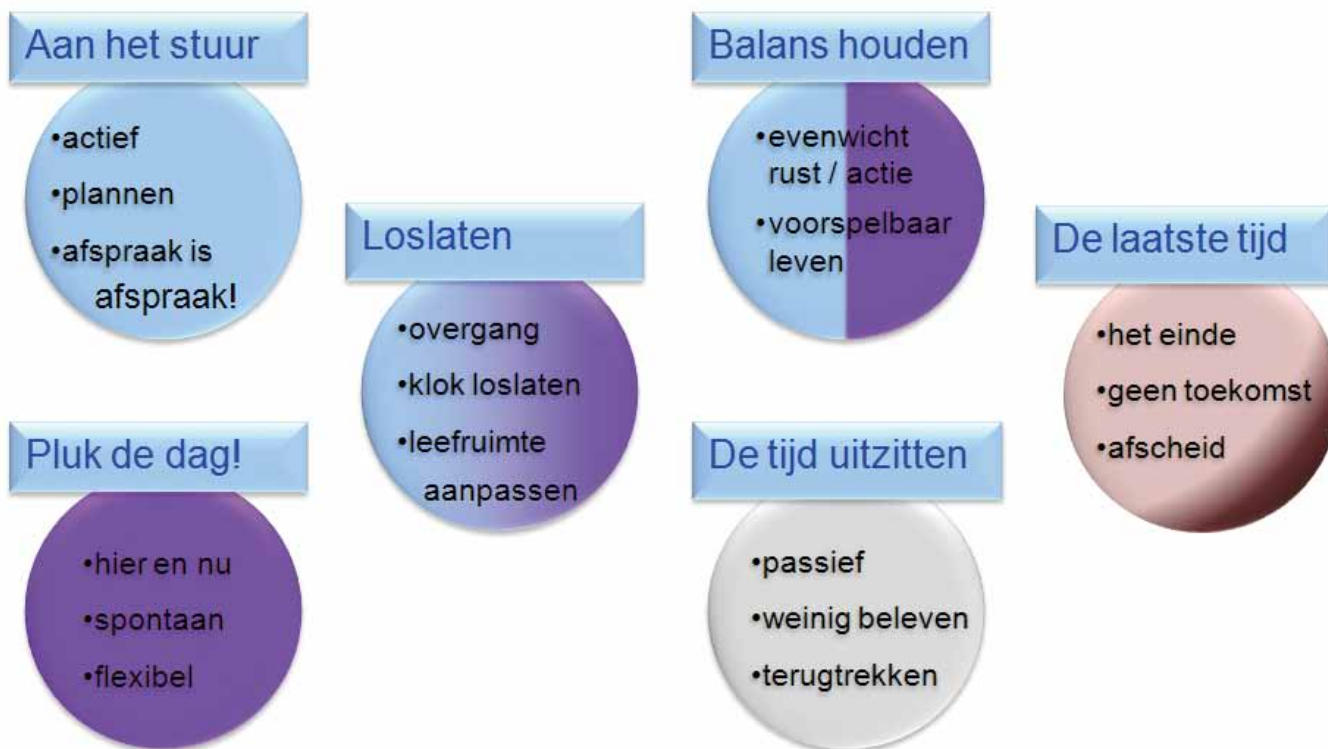 Aan het stuur
•actief
•plannen
•afspraak is
afspraak!
Pluk de dag!
•hier en nu
•spontaan
•flexibel
Loslaten
•overgang
•klok loslaten
•leefruimte
aanpassen
Balans houden
•evenwicht
rust / actie
•voorspelbaar
leven
De tijd uitzitten
•passief
•weinig beleven
•terugtrekken
De laatste tijd
•het einde
•geen toekomst
•afscheid